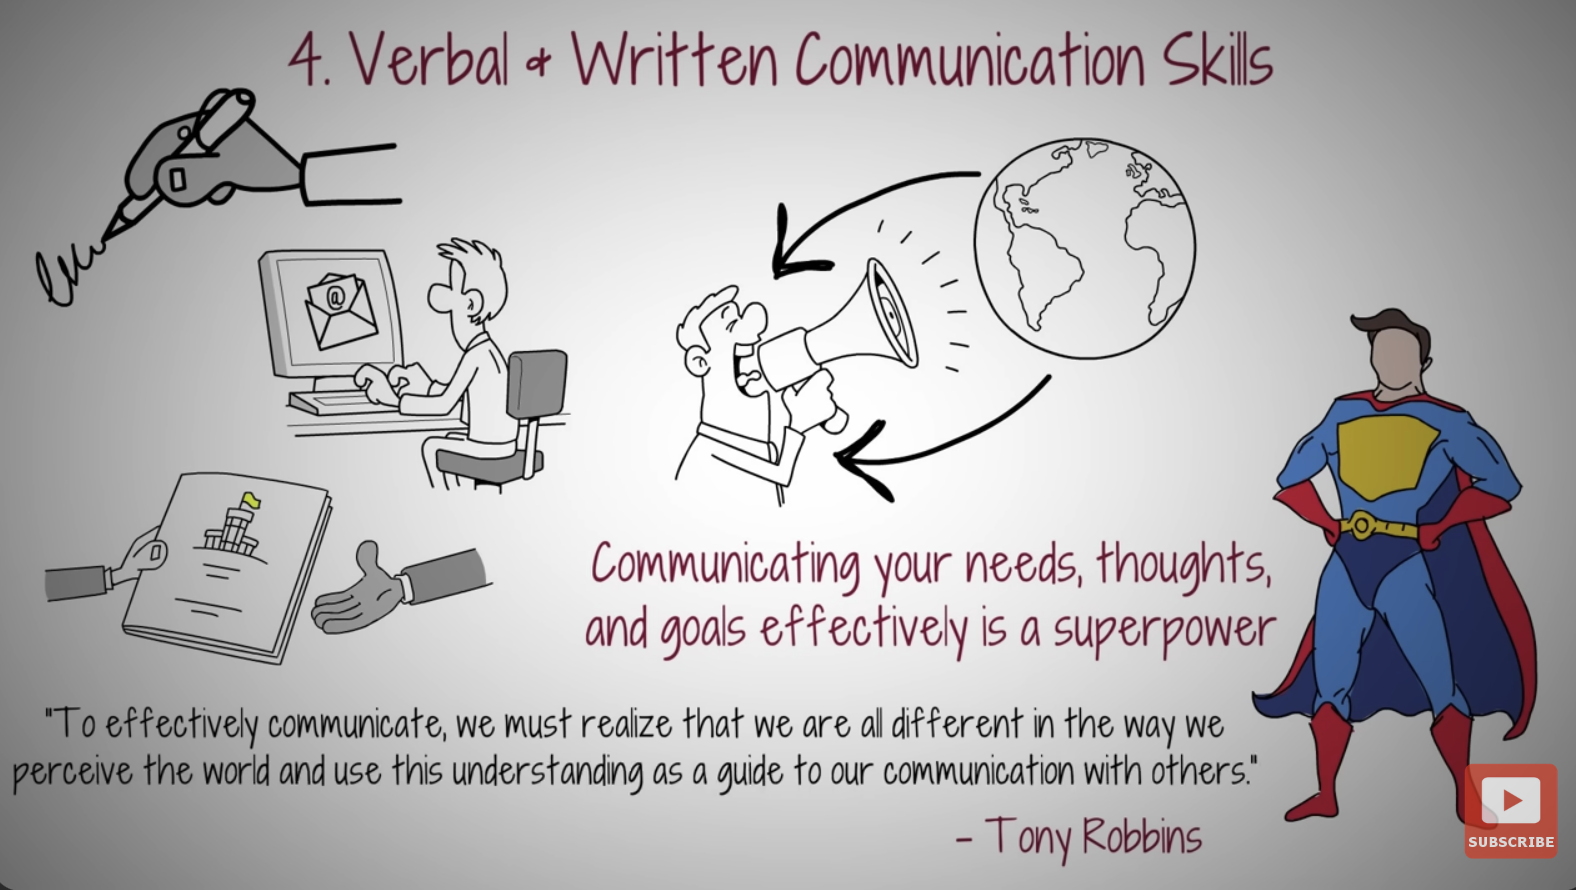 4. Verbal & Written Communication Skills
@
Communicating your needs, thoughts,
and goals effectively is a superpower
"To effectively communicate, we must realize that we are all different in the way we
perceive the world and use this understanding as a guide to our communication with others."
- Tony Robbins
SUBSCRIBE